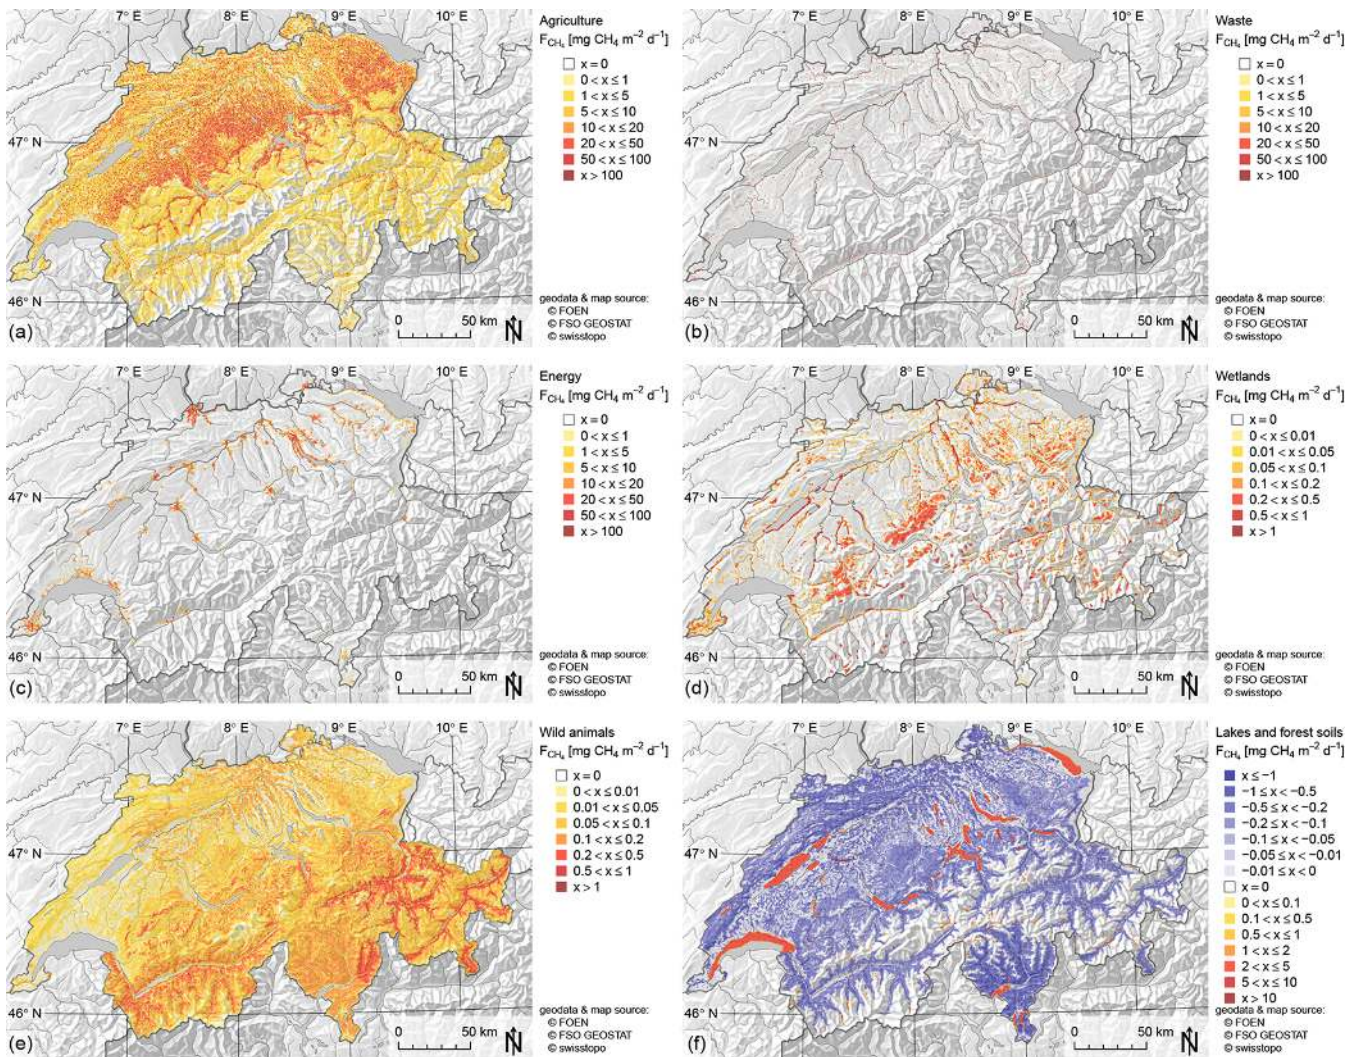 7° 8° 9° E 10°
47° N
46° N
Agriculture
F_CH₄ [mg CH₄ m⁻² d⁻¹]
x = 0
0 < x ≤ 1
1 < x ≤ 5
5 < x ≤ 10
10 < x ≤ 20
20 < x ≤ 50
50 < x ≤ 100
x > 100
geodata & map source:
© FOEN
© FSO GEOSTAT
© swisstopo
0 50 km
N
(a)
7° 8° 9° E 10°
47° N
46° N
Waste
F_CH₄ [mg CH₄ m⁻² d⁻¹]
x = 0
0 < x ≤ 1
1 < x ≤ 5
5 < x ≤ 10
10 < x ≤ 20
20 < x ≤ 50
50 < x ≤ 100
x > 100
geodata & map source:
© FOEN
© FSO GEOSTAT
© swisstopo
0 50 km
N
(b)
7° 8° 9° E 10°
47° N
46° N
Energy
F_CH₄ [mg CH₄ m⁻² d⁻¹]
x = 0
0 < x ≤ 1
1 < x ≤ 5
5 < x ≤ 10
10 < x ≤ 20
20 < x ≤ 50
50 < x ≤ 100
x > 100
geodata & map source:
© FOEN
© FSO GEOSTAT
© swisstopo
0 50 km
N
(c)
7° 8° 9° E 10°
47° N
46° N
Wetlands
F_CH₄ [mg CH₄ m⁻² d⁻¹]
x = 0
0 < x ≤ 0.01
0.01 < x ≤ 0.05
0.05 < x ≤ 0.1
0.1 < x ≤ 0.2
0.2 < x ≤ 0.5
0.5 < x ≤ 1
x > 1
geodata & map source:
© FOEN
© FSO GEOSTAT
© swisstopo
0 50 km
N
(d)
7° 8° 9° E 10°
47° N
46° N
Wild animals
F_CH₄ [mg CH₄ m⁻² d⁻¹]
x = 0
0 < x ≤ 0.01
0.01 < x ≤ 0.05
0.05 < x ≤ 0.1
0.1 < x ≤ 0.2
0.2 < x ≤ 0.5
0.5 < x ≤ 1
x > 1
geodata & map source:
© FOEN
© FSO GEOSTAT
© swisstopo
0 50 km
N
(e)
7° 8° 9° E 10°
47° N
46° N
Lakes and forest soils
F_CH₄ [mg CH₄ m⁻² d⁻¹]
x ≤ −1
−1 ≤ x < −0.5
−0.5 ≤ x < −0.2
−0.2 ≤ x < −0.1
−0.1 ≤ x < −0.05
−0.05 ≤ x < −0.01
−0.01 ≤ x < 0
x = 0
0 < x ≤ 0.1
0.1 < x ≤ 0.5
0.5 < x ≤ 1
1 < x ≤ 2
2 < x ≤ 5
5 < x ≤ 10
x > 10
geodata & map source:
© FOEN
© FSO GEOSTAT
© swisstopo
0 50 km
N
(f)